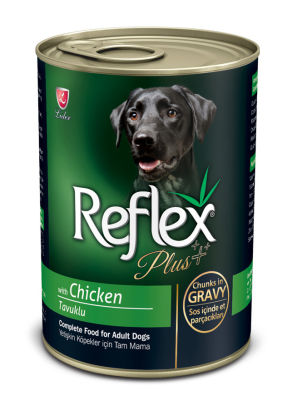 Lider
Reflex
Plus+
with Chicken
Tavuklu
Complete Food for Adult Dogs
Yetişkin Köpekler için Tam Mama
Chunks in
GRAVY
Sos içinde et
parçacıkları